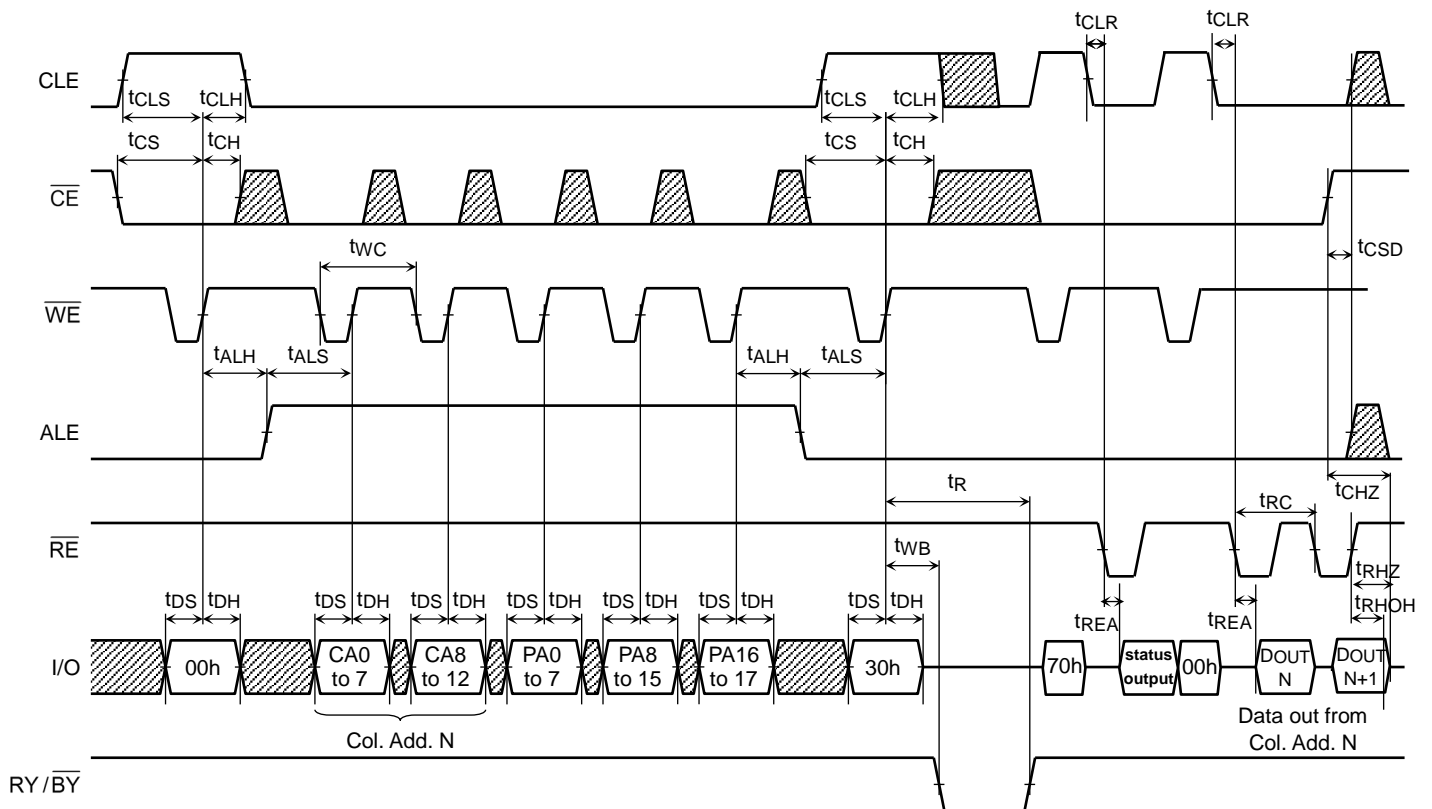 tCLR tCLR
CLE
tCLS tCLH tCLS tCLH
tCS tCH tCS tCH
CE
tWC tCSD
WE
tALH tALS tALH tALS
ALE
tR tCHZ
tRC
RE
tWB
tRHZ
tDS tDH tDS tDH tDS tDH tDS tDH tDS tDH tDS tDH tDS tDH tRHOH
tREA tREA
I/O
00h
CA0 to 7
CA8 to 12
PA0 to 7
PA8 to 15
PA16 to 17
30h
70h
status output
00h
DOUT N
DOUT N+1
Col. Add. N
Data out from
Col. Add. N
RY/BY